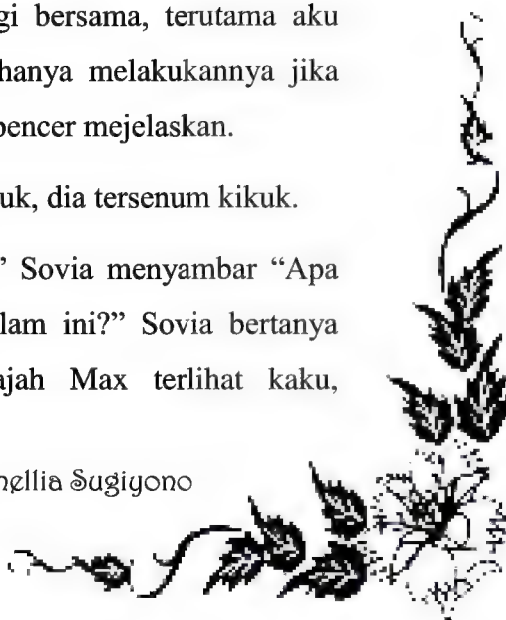 gi bersama, terutama aku
hanya melakukannya jika
pencer mejelaskan.
uk, dia tersenum kikuk.
” Sovia menyambar “Apa
lam ini?” Sovia bertanya
ajah Max terlihat kaku,
nellia Sugiyono